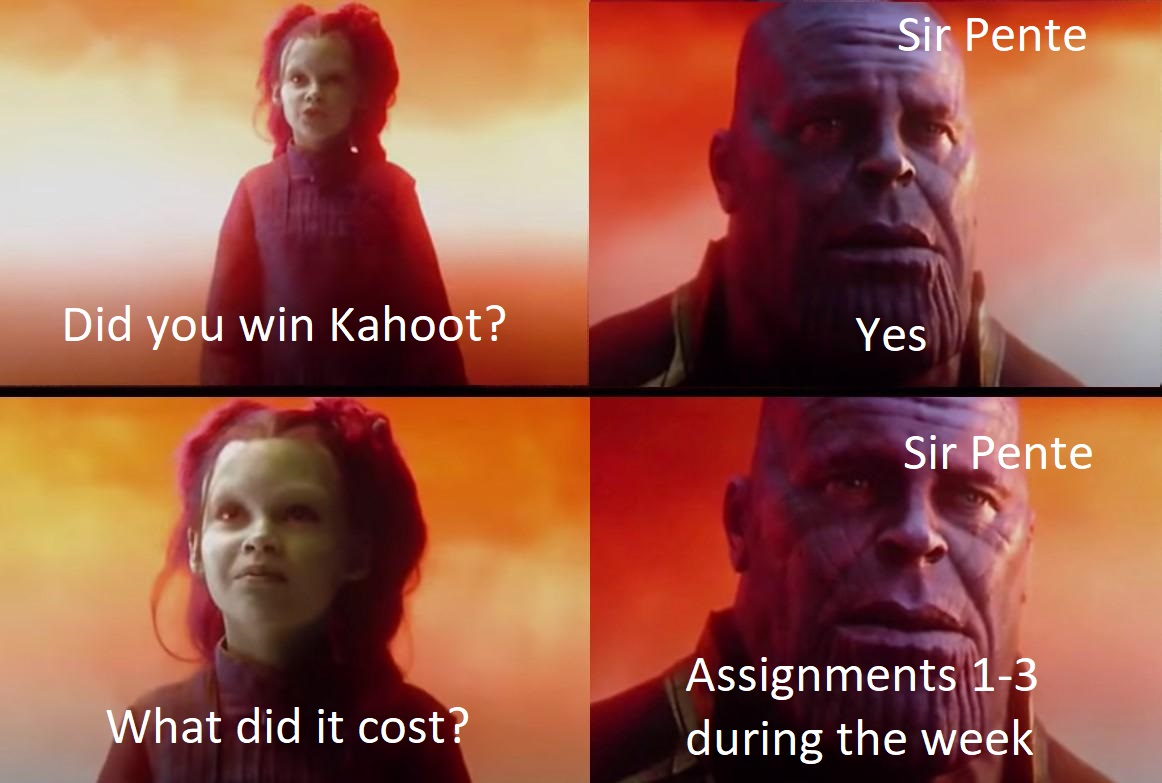 Sir Pente
Did you win Kahoot?
Yes
Sir Pente
What did it cost?
Assignments 1-3
during the week